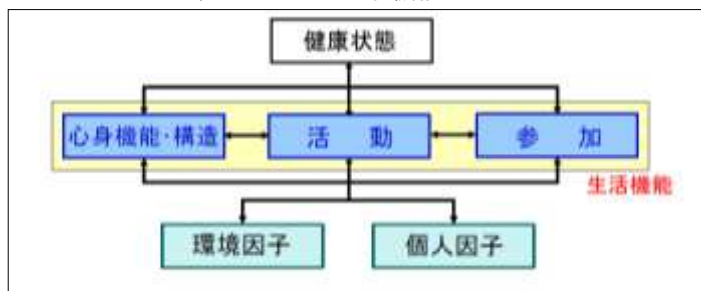 健康状態
心身機能・構造
活　動
参　加
生活機能
環境因子
個人因子